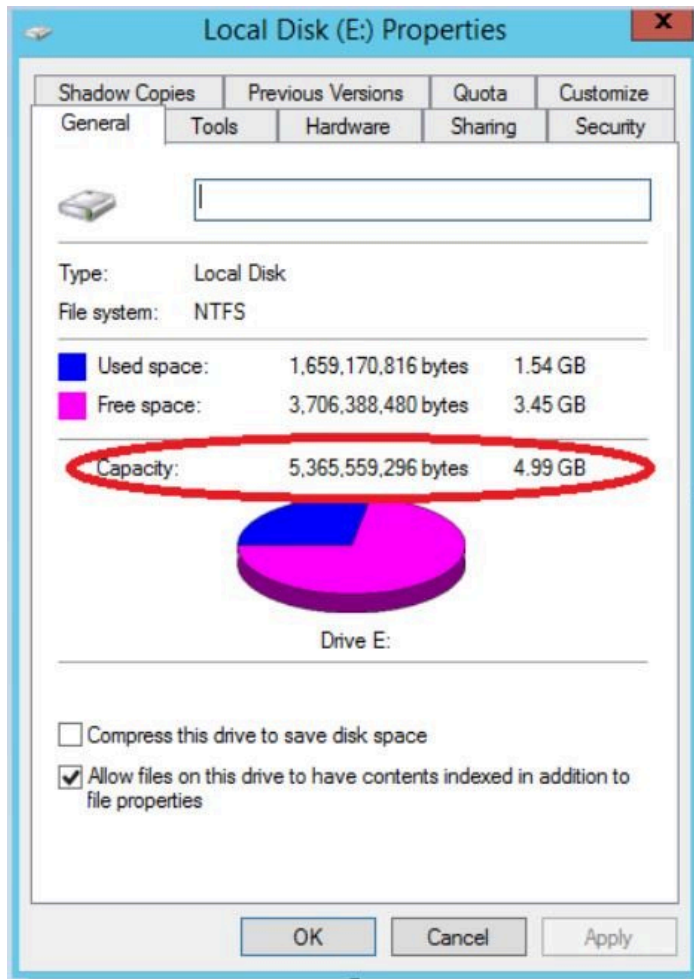 Local Disk (E:) Properties
x
Shadow Copies Previous Versions Quota Customize
General Tools Hardware Sharing Security
Type: Local Disk
File system: NTFS
Used space: 1,659,170,816 bytes 1.54 GB
Free space: 3,706,388,480 bytes 3.45 GB
Capacity: 5,365,559,296 bytes 4.99 GB
Drive E:
Compress this drive to save disk space
Allow files on this drive to have contents indexed in addition to
file properties
OK Cancel Apply